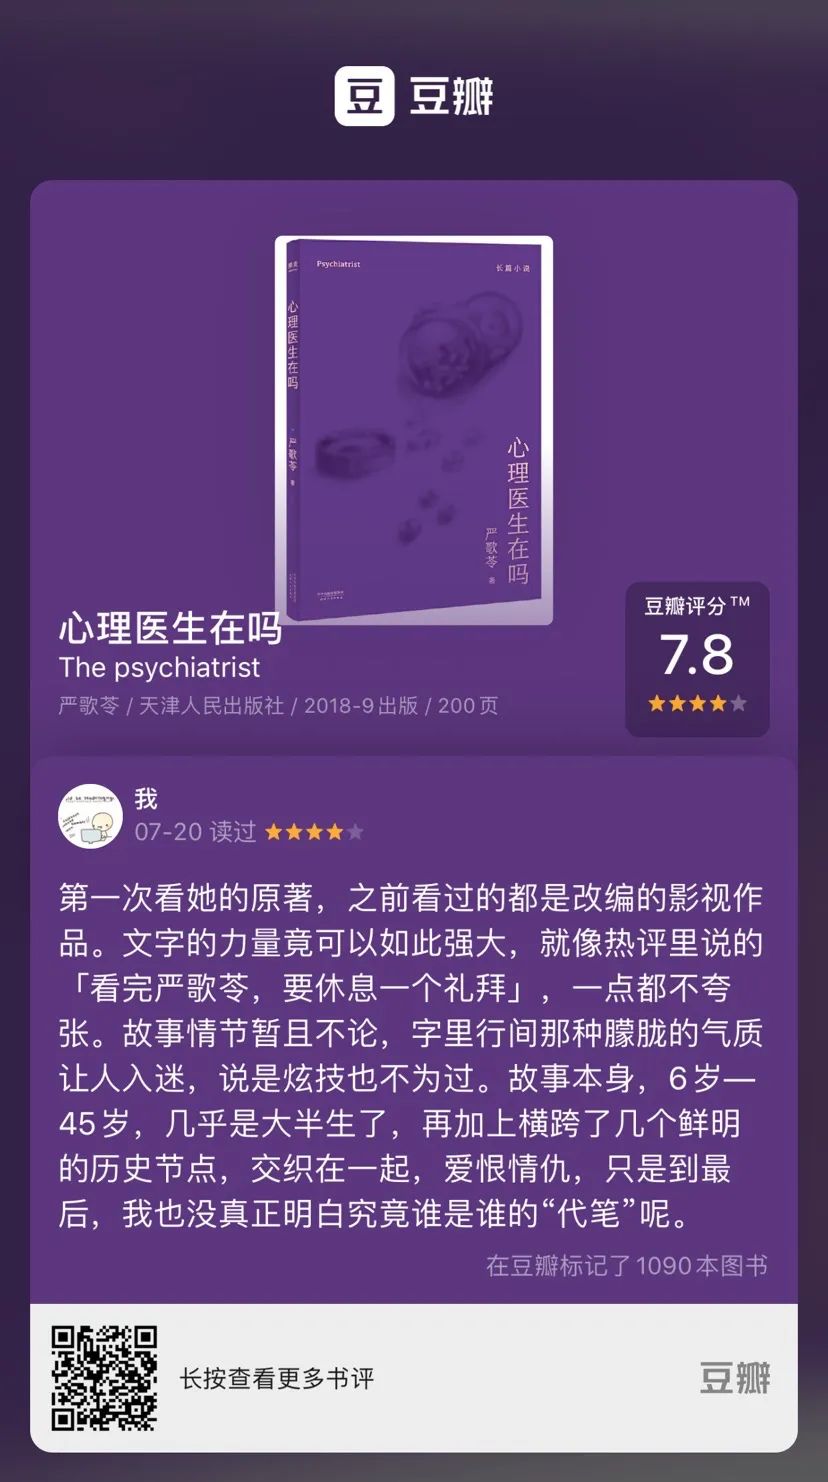 豆 豆瓣
Psychiatrist
长篇小说
心理医生在吗
严歌苓 著
心理医生在吗
严歌苓 著
心理医生在吗
The psychiatrist
严歌苓 / 天津人民出版社 / 2018-9出版 / 200页
豆瓣评分™
7.8
我
07-20 读过
第一次看她的原著，之前看过的都是改编的影视作
品。文字的力量竟可以如此强大，就像热评里说的
「看完严歌苓，要休息一个礼拜」，一点都不夸
张。故事情节暂且不论，字里行间那种朦胧的气质
让人入迷，说是炫技也不为过。故事本身，6岁—
45岁，几乎是大半生了，再加上横跨了几个鲜明
的历史节点，交织在一起，爱恨情仇，只是到最
后，我也没真正明白究竟谁是谁的“代笔”呢。
在豆瓣标记了1090本图书
长按查看更多书评
豆瓣